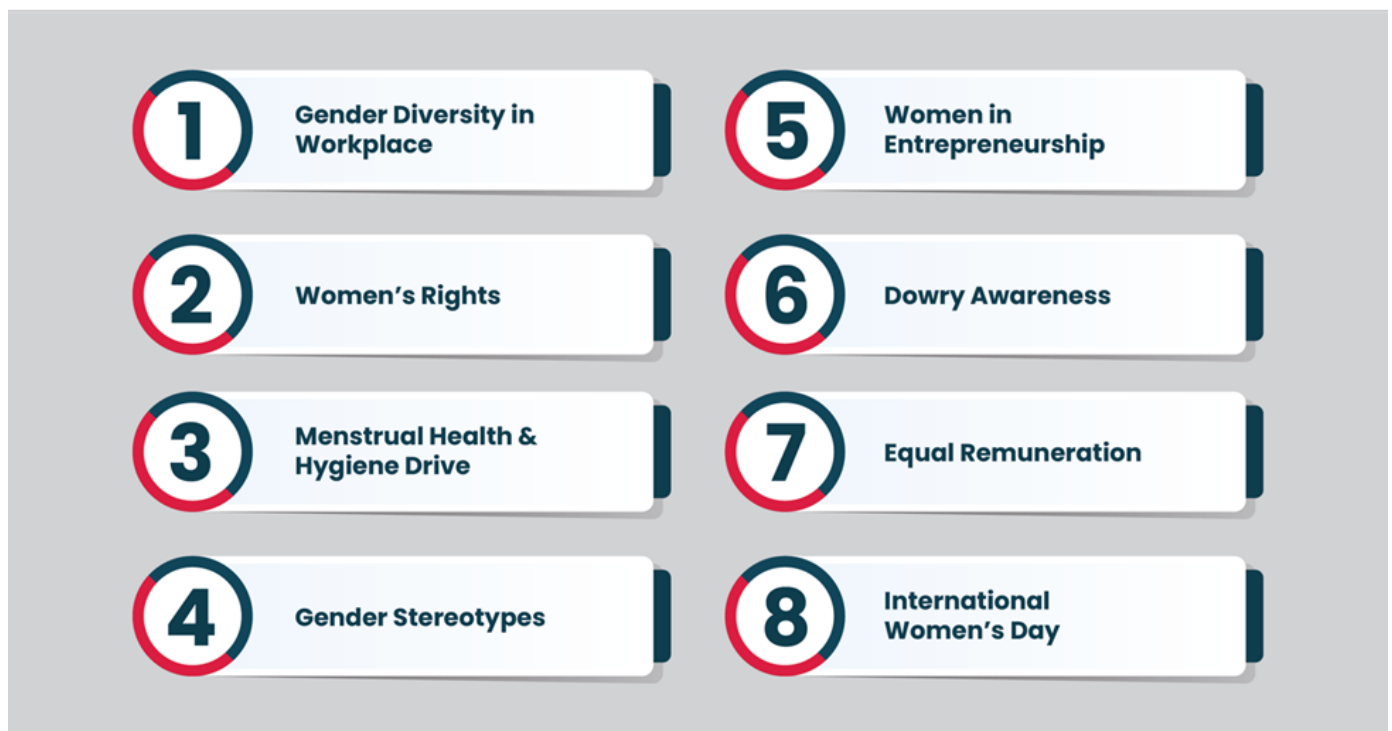 1
Gender Diversity in
Workplace
2
Women’s Rights
3
Menstrual Health &
Hygiene Drive
4
Gender Stereotypes
5
Women in
Entrepreneurship
6
Dowry Awareness
7
Equal Remuneration
8
International
Women’s Day